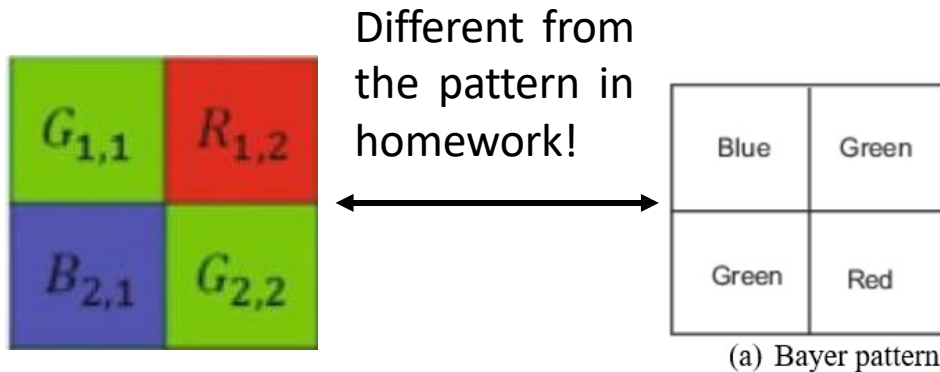 Different from
the pattern in
homework!
G1,1 R1,2
B2,1 G2,2
Blue Green
Green Red
(a) Bayer pattern